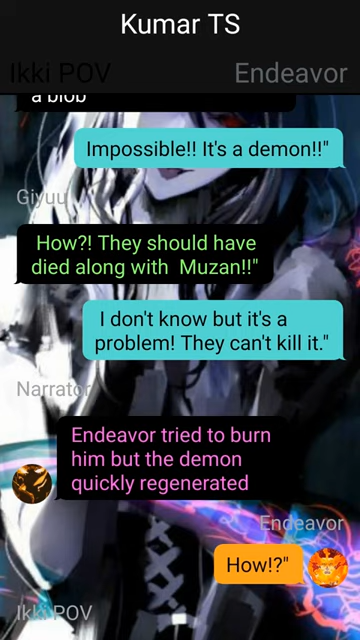 Kumar TS
Ikki POV
Endeavor
a blob
Impossible!! It's a demon!!"
Giyuu
How?! They should have
died along with Muzan!!"
I don't know but it's a
problem! They can't kill it."
Narrator
Endeavor tried to burn
him but the demon
quickly regenerated
Endeavor
How!?"
Ikki POV